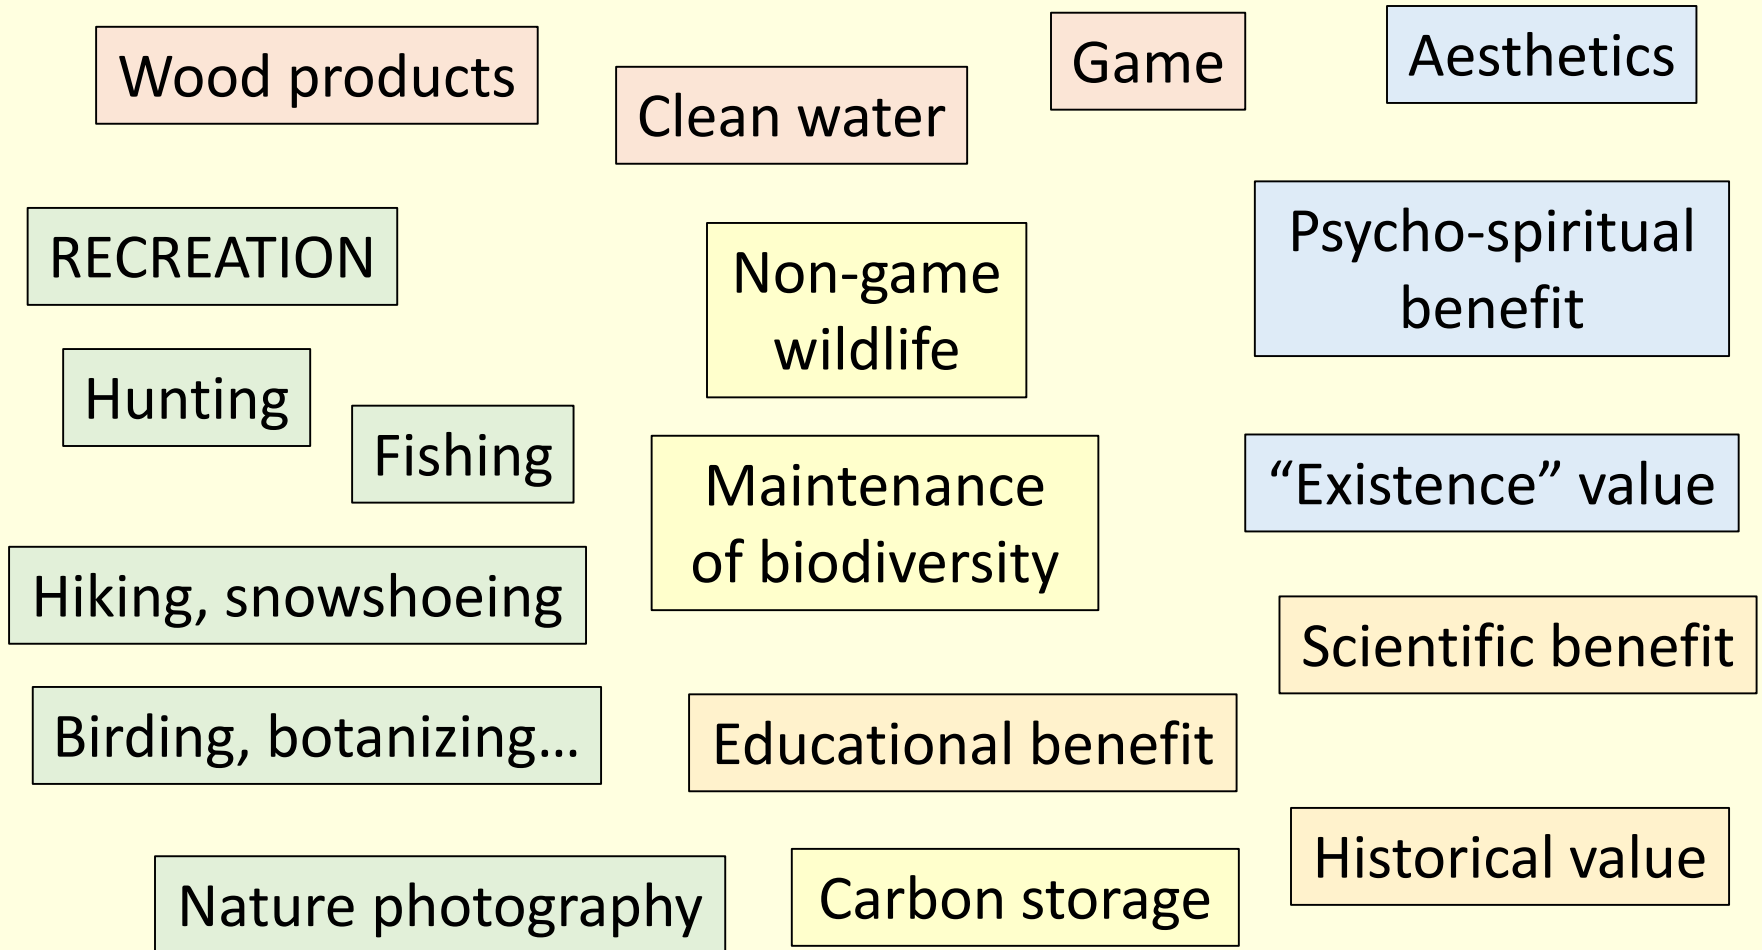 Wood products
Clean water
Game
Aesthetics
RECREATION
Non-game
wildlife
Psycho-spiritual
benefit
Hunting
Fishing
Maintenance
of biodiversity
“Existence” value
Hiking, snowshoeing
Scientific benefit
Birding, botanizing…
Educational benefit
Historical value
Nature photography
Carbon storage